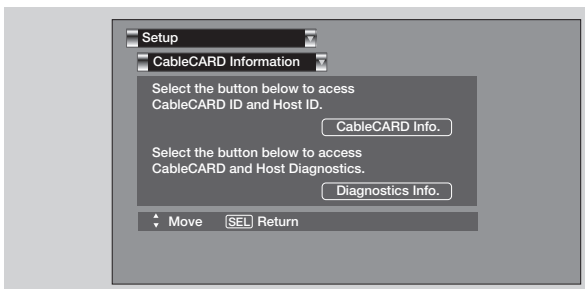 Setup
CableCARD Information
Select the button below to acess
CableCARD ID and Host ID.
CableCARD Info.
Select the button below to access
CableCARD and Host Diagnostics.
Diagnostics Info.
Move SEL Return